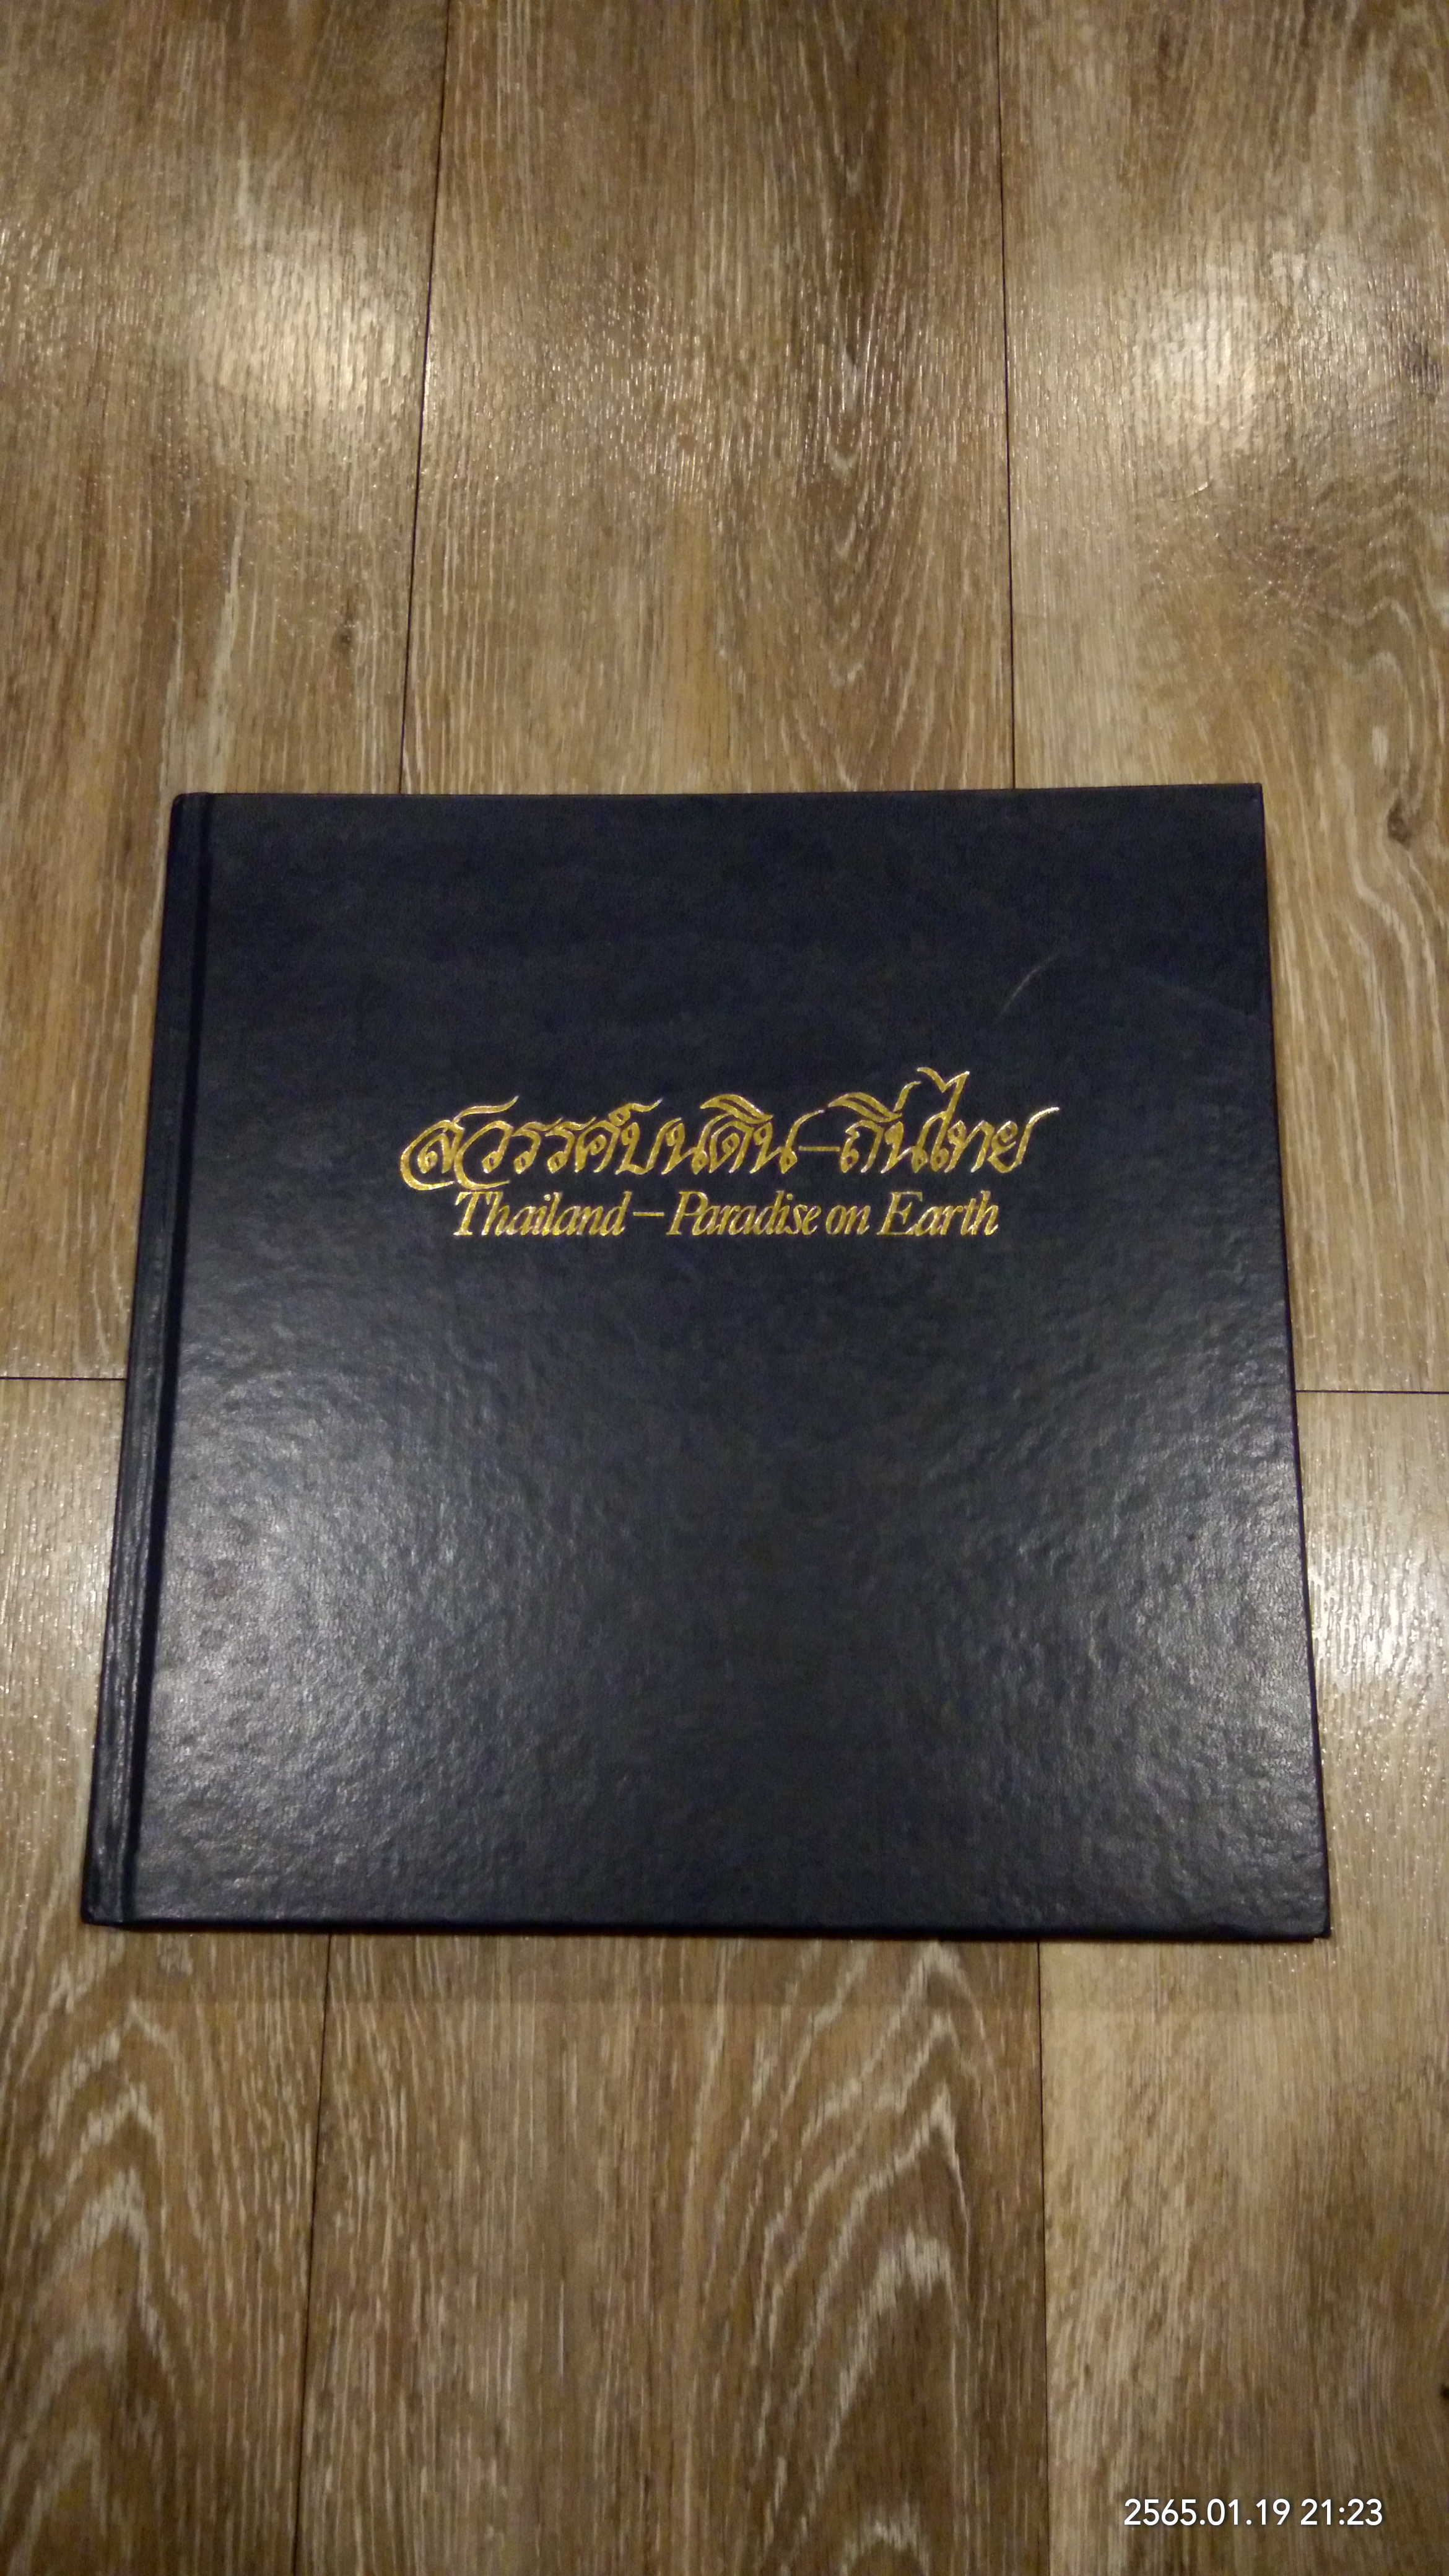 สวรรค์บนดิน–ถิ่นไทย
Thailand – Paradise on Earth
2565.01.19 21:23